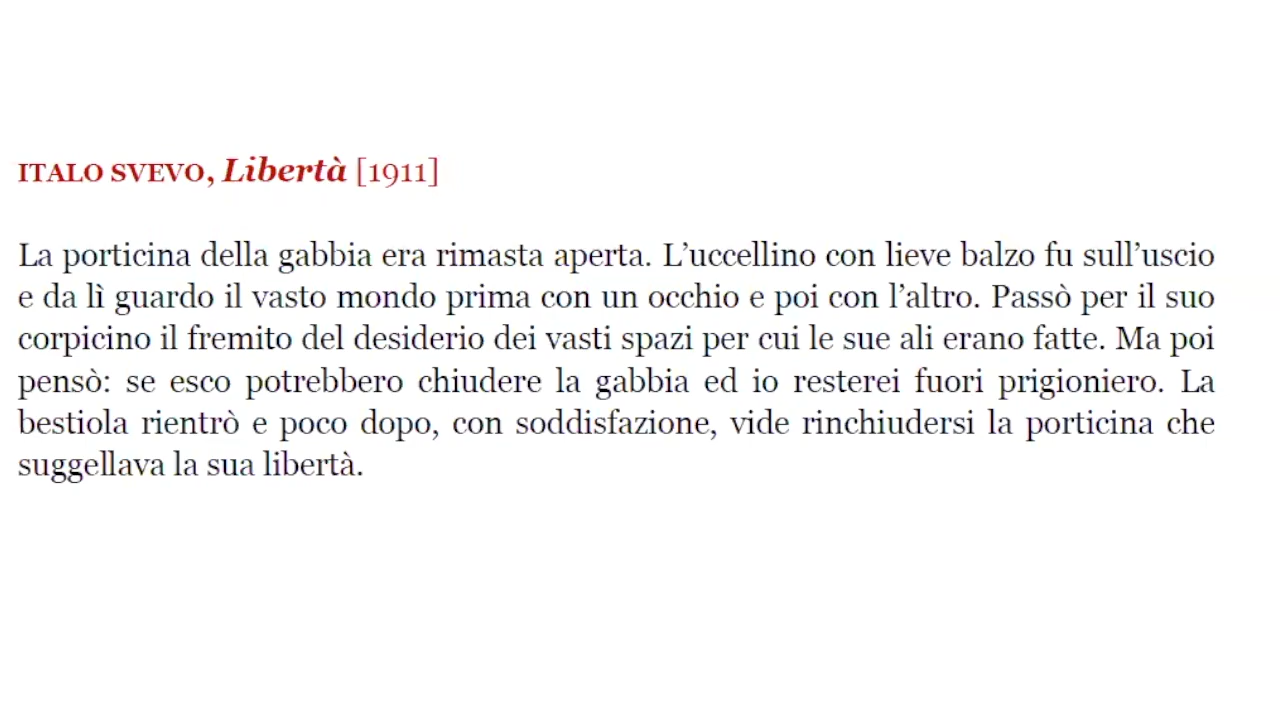 ITALO SVEVO, Libertà [1911]
La porticina della gabbia era rimasta aperta. L’uccellino con lieve balzo fu sull’uscio
e da lì guardo il vasto mondo prima con un occhio e poi con l’altro. Passò per il suo
corpicino il fremito del desiderio dei vasti spazi per cui le sue ali erano fatte. Ma poi
pensò: se esco potrebbero chiudere la gabbia ed io resterei fuori prigioniero. La
bestiola rientrò e poco dopo, con soddisfazione, vide rinchiudersi la porticina che
suggellava la sua libertà.